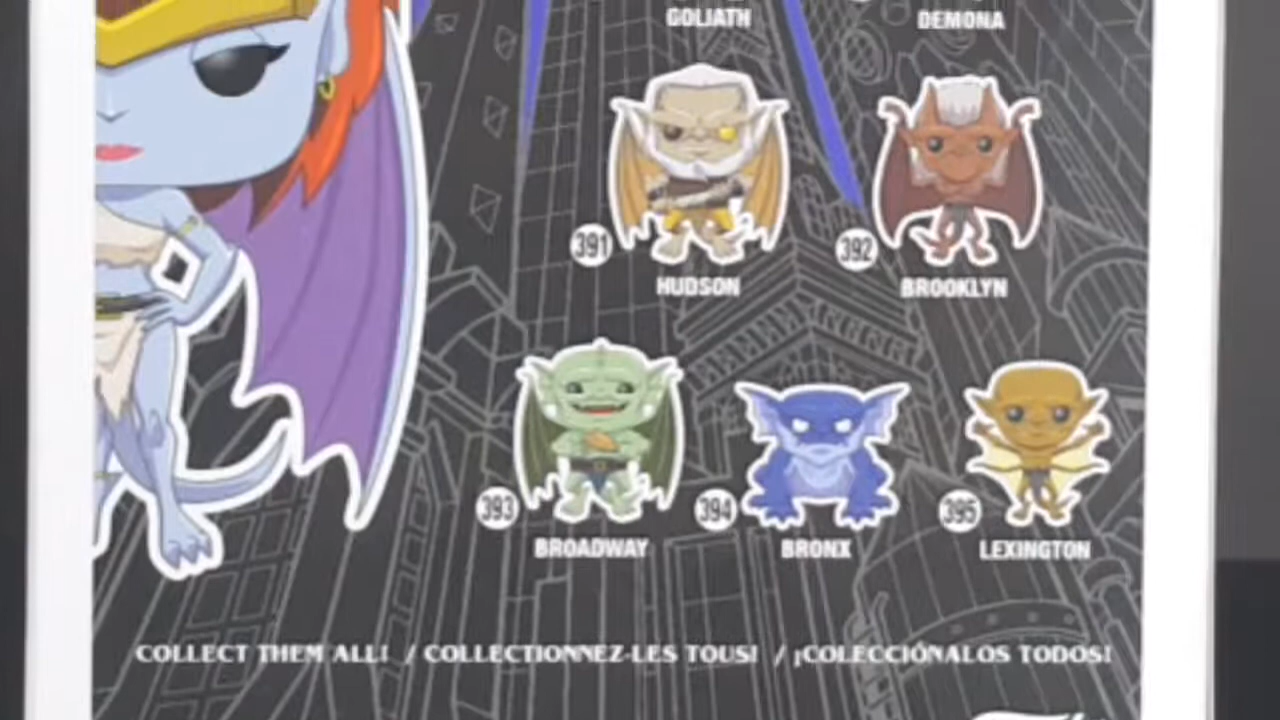 GOLIATH DEMONA
391 HUDSON 392 BROOKLYN
393 BROADWAY 394 BRONX 395 LEXINGTON
COLLECT THEM ALL! / COLLECTIONNEZ-LES TOUS! / ¡COLECCIÓNALOS TODOS!